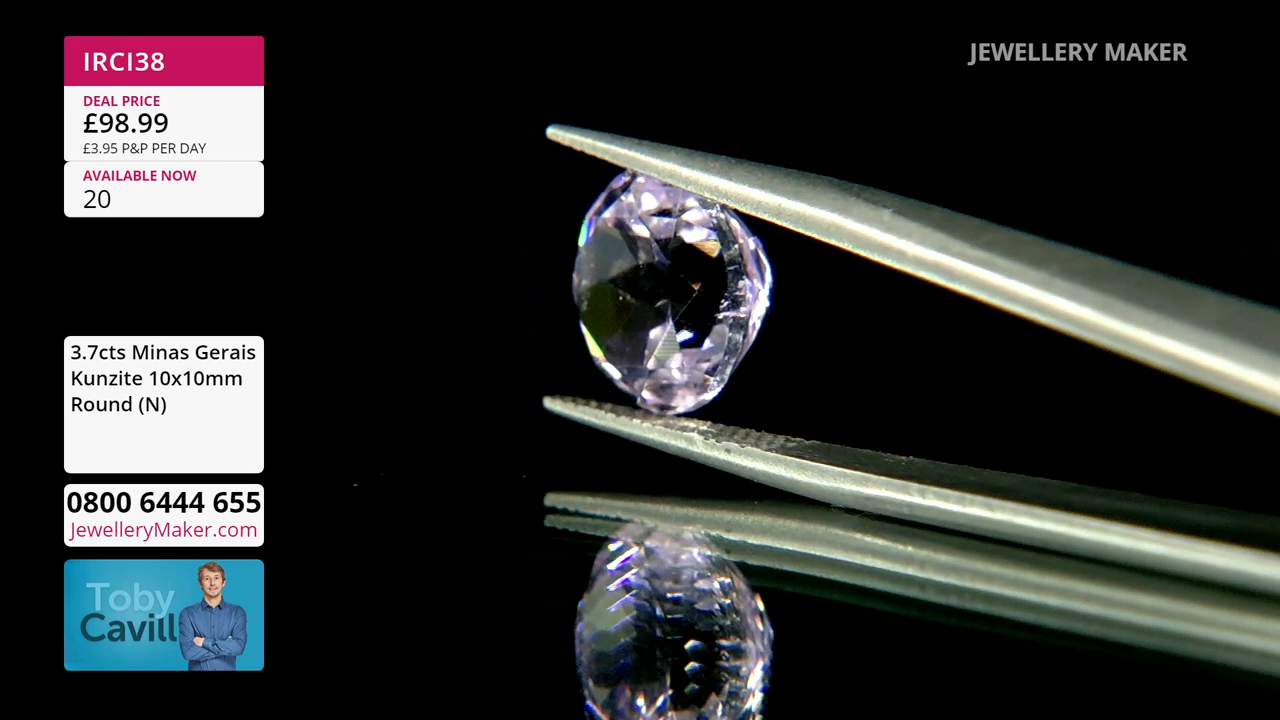 IRCI38
DEAL PRICE
£98.99
£3.95 P&P PER DAY
AVAILABLE NOW
20
3.7cts Minas Gerais
Kunzite 10x10mm
Round (N)
0800 6444 655
JewelleryMaker.com
Toby
Cavill
JEWELLERY MAKER